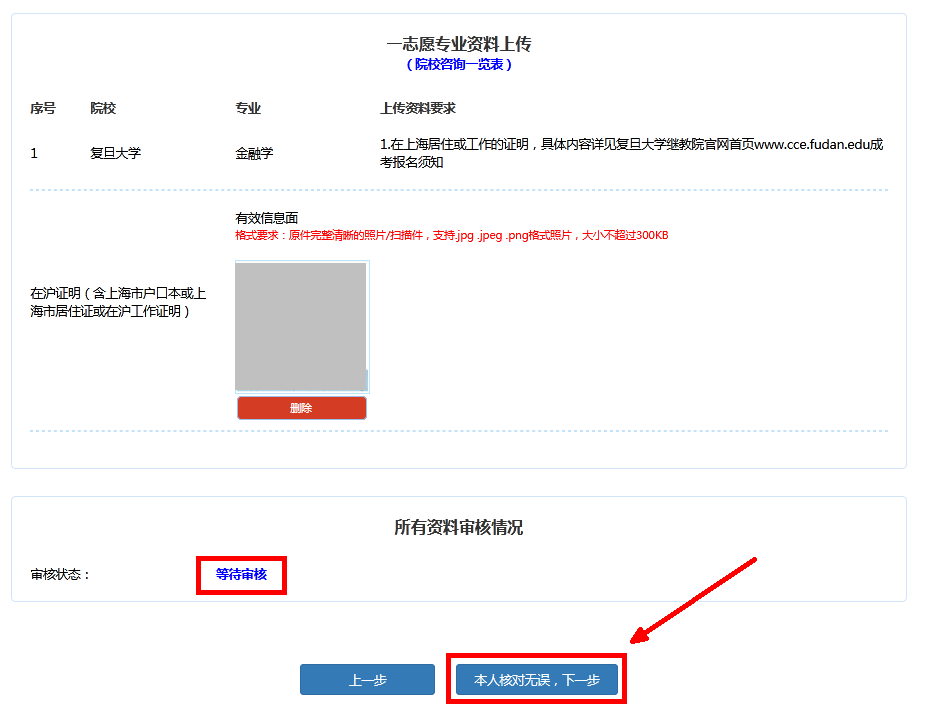 一志愿专业资料上传
（院校咨询一览表）
序号 院校 专业 上传资料要求
1 复旦大学 金融学 1.在上海居住或工作的证明，具体内容详见复旦大学继教院官网首页www.cce.fudan.edu成
考报名须知
有效信息面
格式要求：原件完整清晰的照片/扫描件，支持.jpg .jpeg .png格式照片，大小不超过300KB
在沪证明（含上海市户口本或上
海市居住证或在沪工作证明）
删除
所有资料审核情况
审核状态： 等待审核
上一步 本人核对无误，下一步